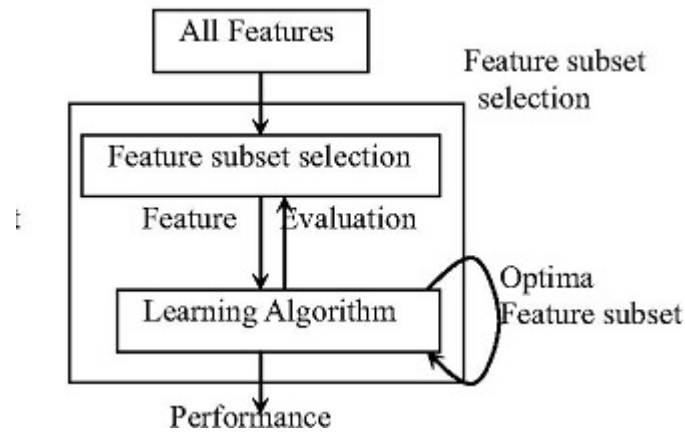 All Features
Feature subset
selection
Feature subset selection
Feature
Evaluation
Learning Algorithm
Optima
Feature subset
Performance